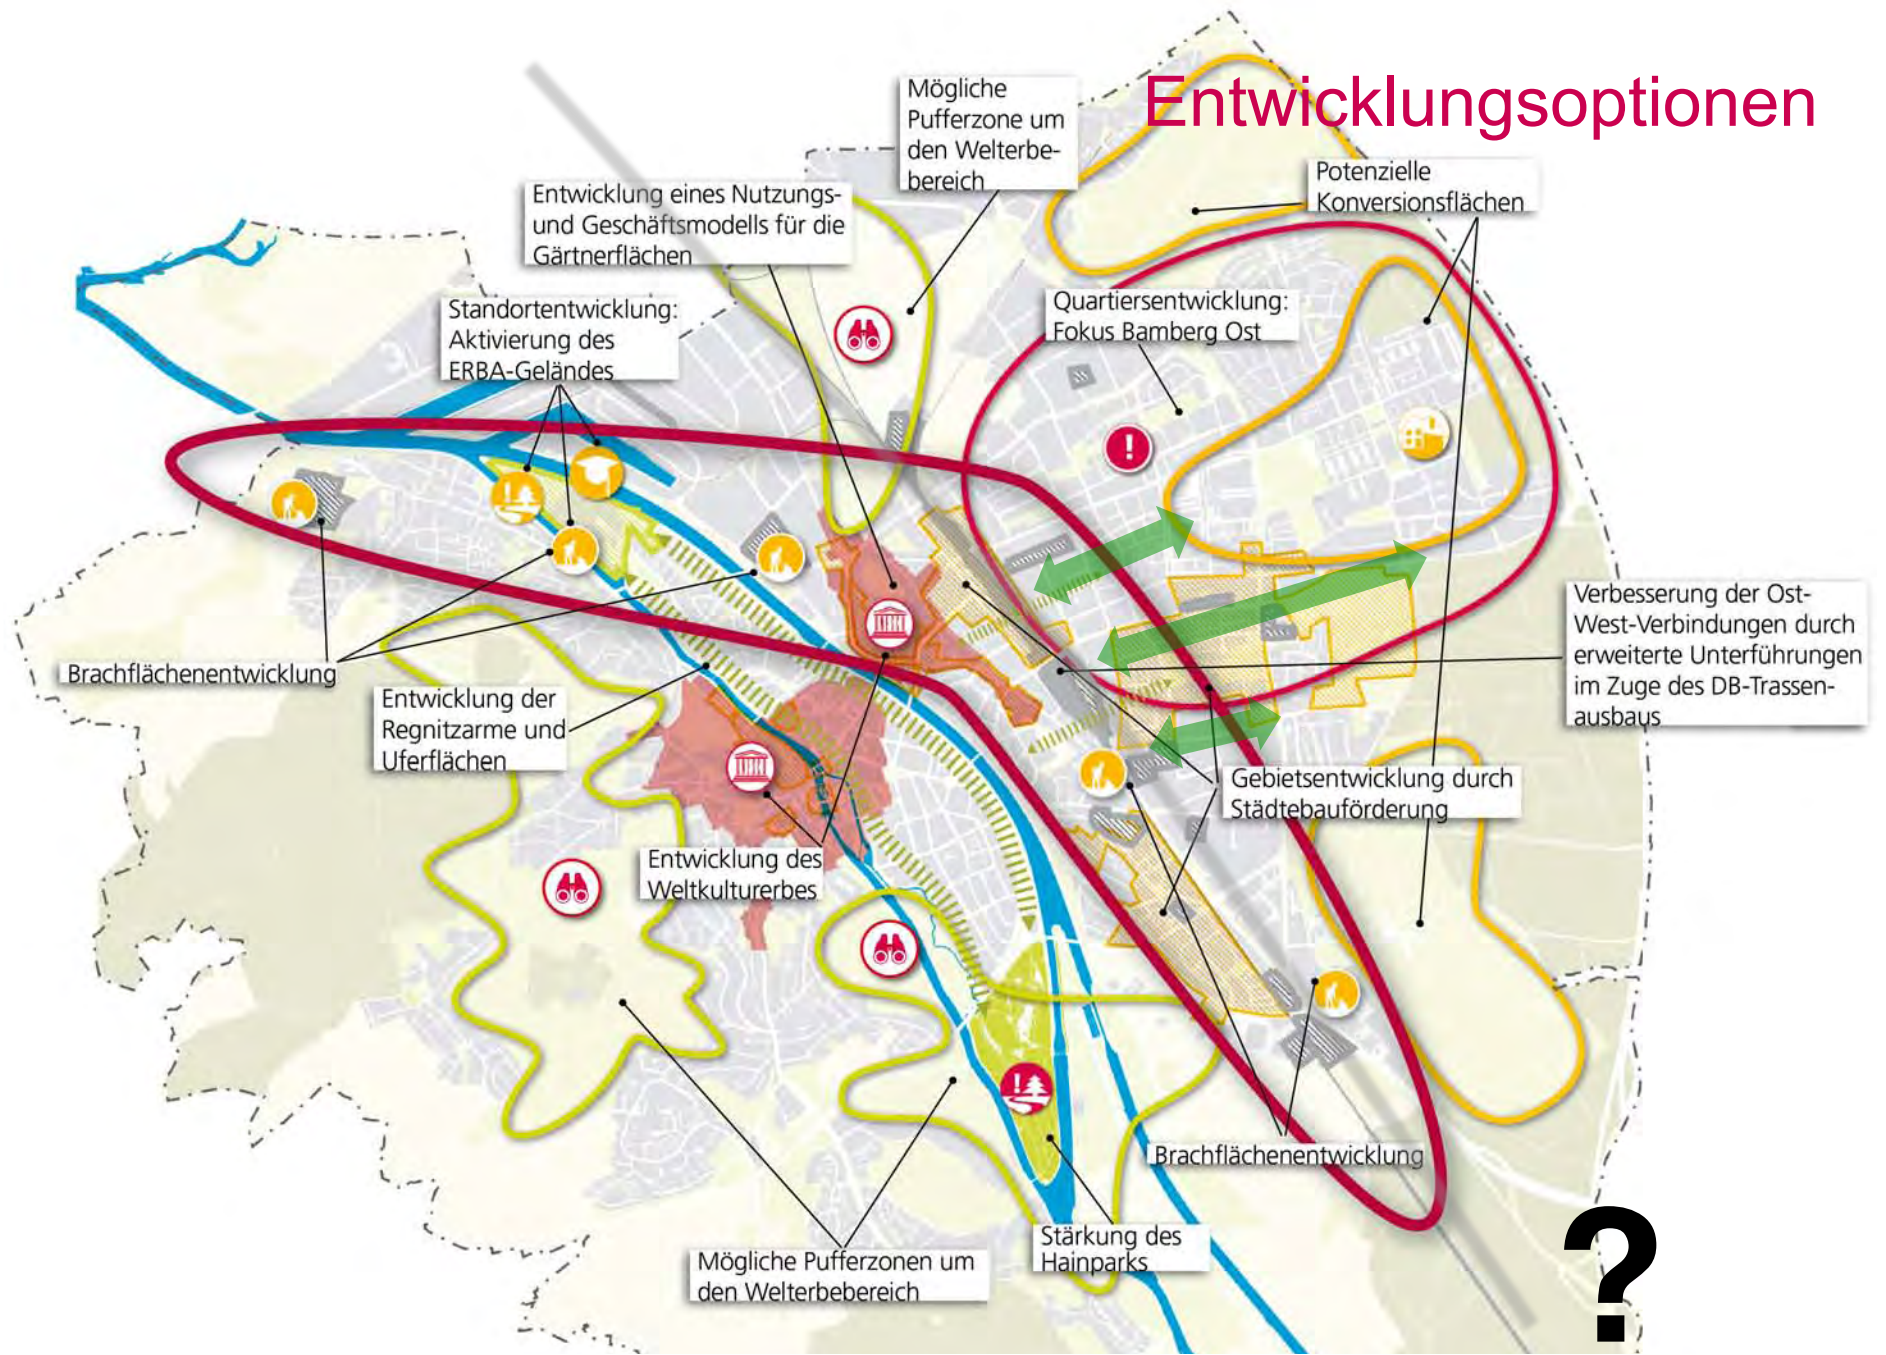 Entwicklungsoptionen
Mögliche
Pufferzone um
den Welterbe-
bereich
Potenzielle
Konversionsflächen
Entwicklung eines Nutzungs-
und Geschäftsmodells für die
Gärtnerflächen
Standortentwicklung:
Aktivierung des
ERBA-Geländes
Quartiersentwicklung:
Fokus Bamberg Ost
Verbesserung der Ost-
West-Verbindungen durch
erweiterte Unterführungen
im Zuge des DB-Trassen-
ausbaus
Brachflächenentwicklung
Entwicklung der
Regnitzarme und
Uferflächen
Gebietsentwicklung durch
Städtebauförderung
Entwicklung des
Weltkulturerbes
Brachflächenentwicklung
Stärkung des
Hainparks
Mögliche Pufferzonen um
den Welterbebereich
?